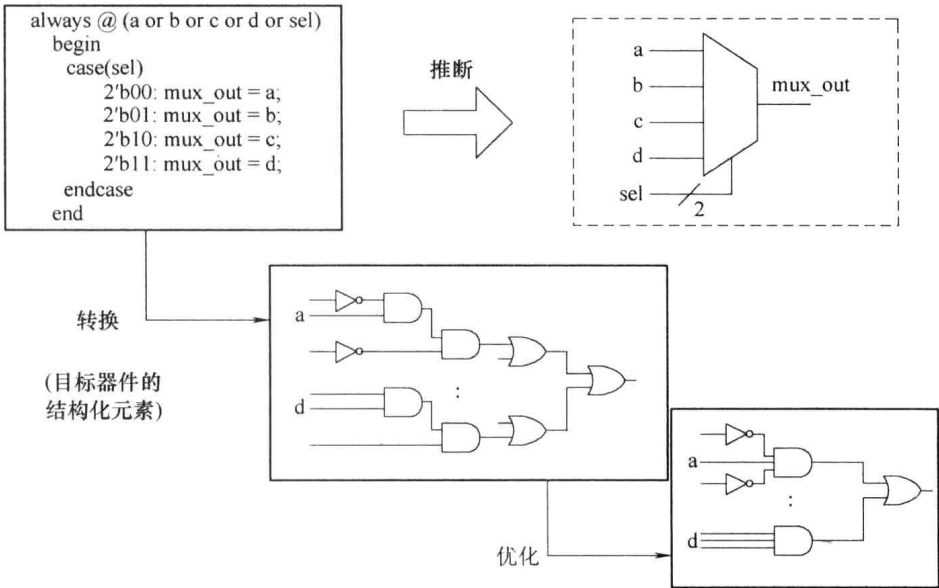 always @ (a or b or c or d or sel)
begin
case(sel)
2'b00: mux_out = a;
2'b01: mux_out = b;
2'b10: mux_out = c;
2'b11: mux_out = d;
endcase
end
推断
a
b
c
d
sel
2
mux_out
转换
(目标器件的
结构化元素)
a
⋮
d
优化
a
⋮
d